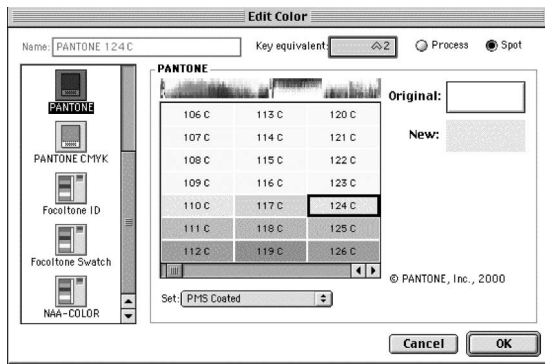 Edit Color
Name: PANTONE 124 C
Key equivalent: 2
Process
Spot
PANTONE
PANTONE CMYK
Focoltone ID
Focoltone Swatch
NAA-COLOR
PANTONE
106 C 113 C 120 C
107 C 114 C 121 C
108 C 115 C 122 C
109 C 116 C 123 C
110 C 117 C 124 C
111 C 118 C 125 C
112 C 119 C 126 C
Set: PMS Coated
Original:
New:
© PANTONE, Inc., 2000
Cancel
OK